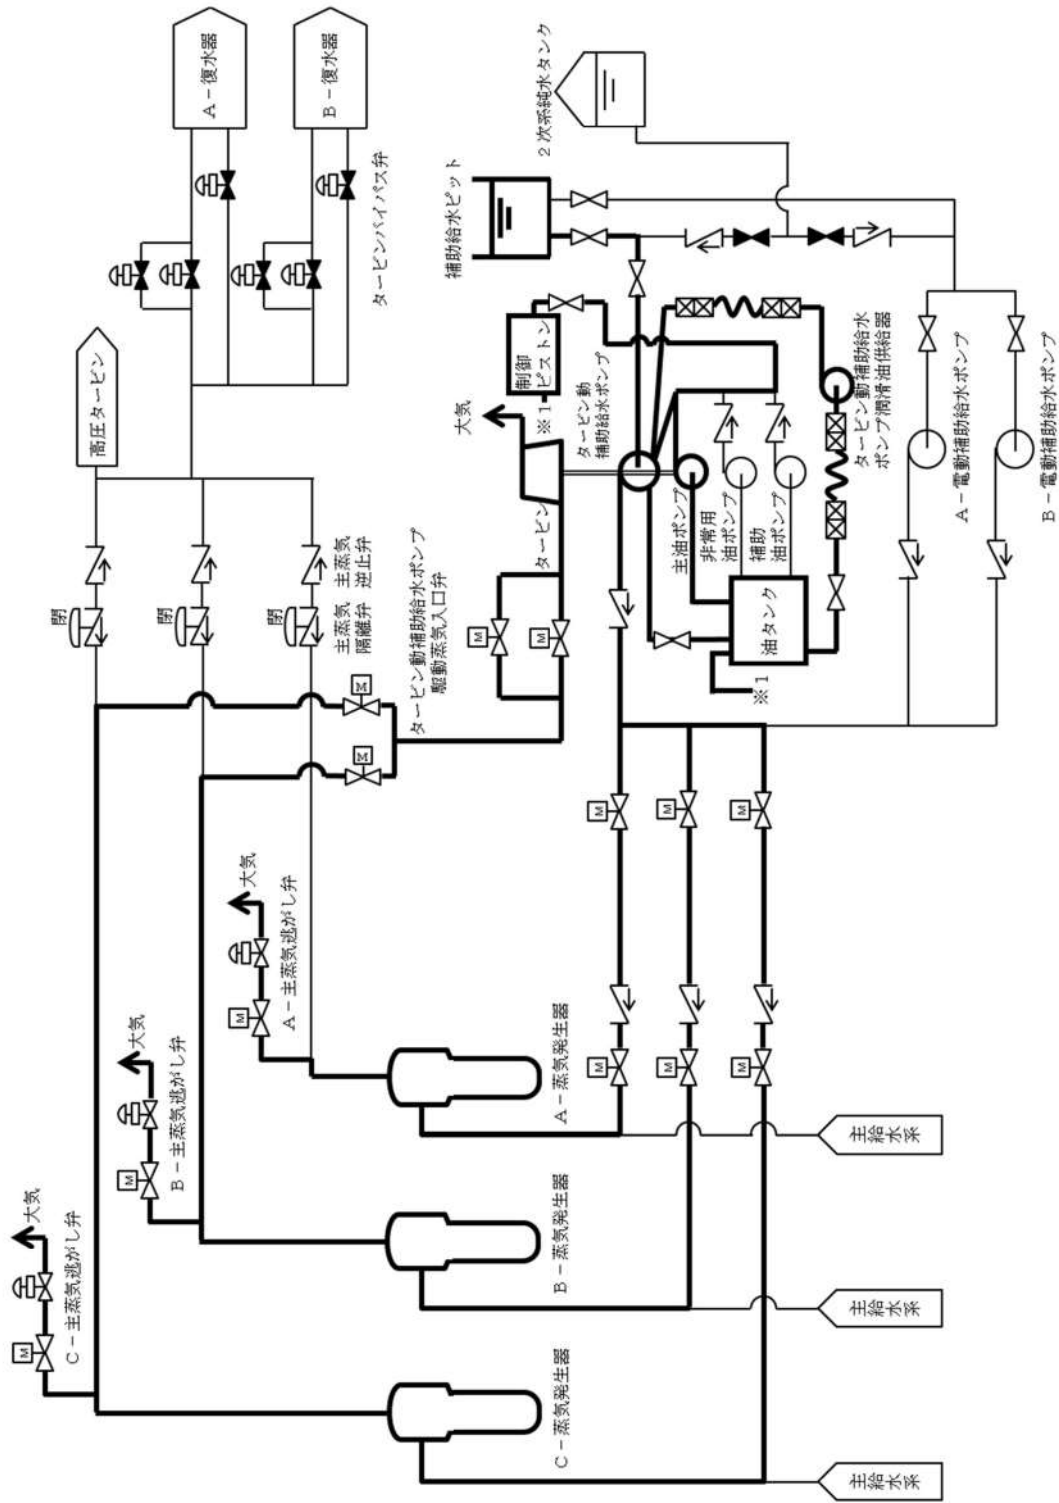 A－復水器
B－復水器
タービンバイパス弁
高圧タービン
2次系純水タンク
補助給水ピット
制御
ピストン
※1
大気
タービン動
補助給水ポンプ
タービン
主油ポンプ
非常用
油ポンプ
補助
油ポンプ
油タンク
※1
タービン動補助給水
ポンプ潤滑油供給器
A－電動補助給水ポンプ
B－電動補助給水ポンプ
閉
閉
閉
主蒸気
隔離弁
主蒸気
逆止弁
タービン動補助給水ポンプ
駆動蒸気入口弁
M
M
M
M
大気
A－主蒸気逃がし弁
M
大気
B－主蒸気逃がし弁
M
大気
C－主蒸気逃がし弁
M
M
M
M
M
M
M
A－蒸気発生器
B－蒸気発生器
C－蒸気発生器
主
給水系
主
給水系
主
給水系